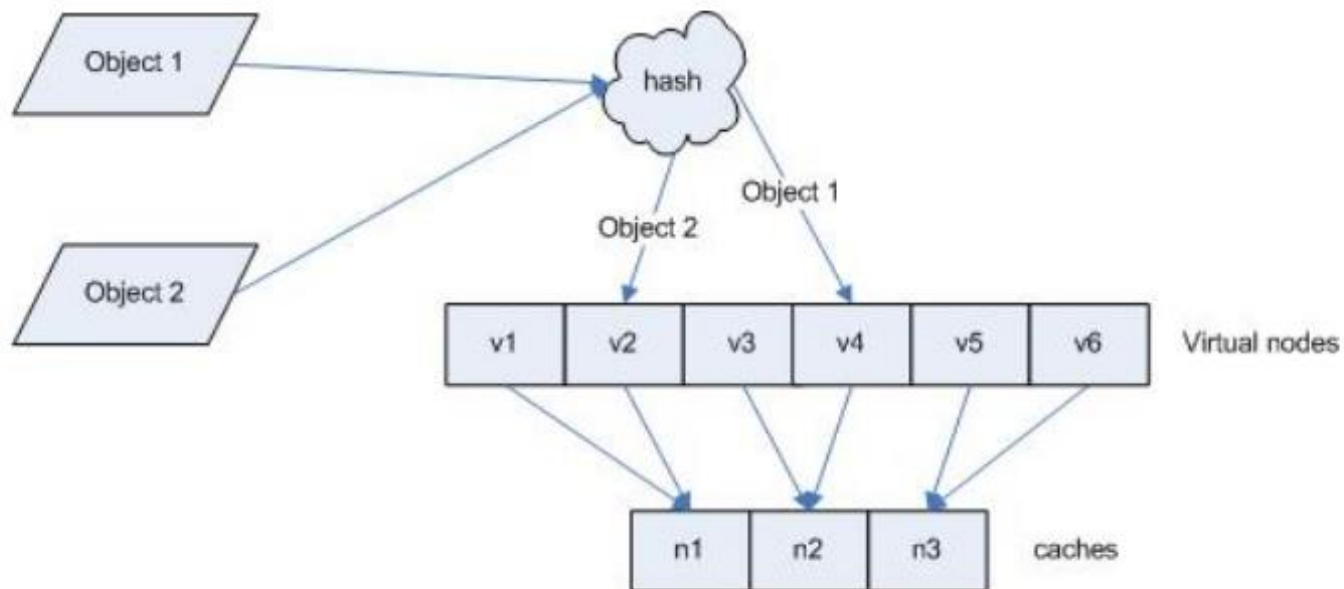 Object 1
hash
Object 1
Object 2
Object 2
v1 v2 v3 v4 v5 v6 Virtual nodes
n1 n2 n3 caches